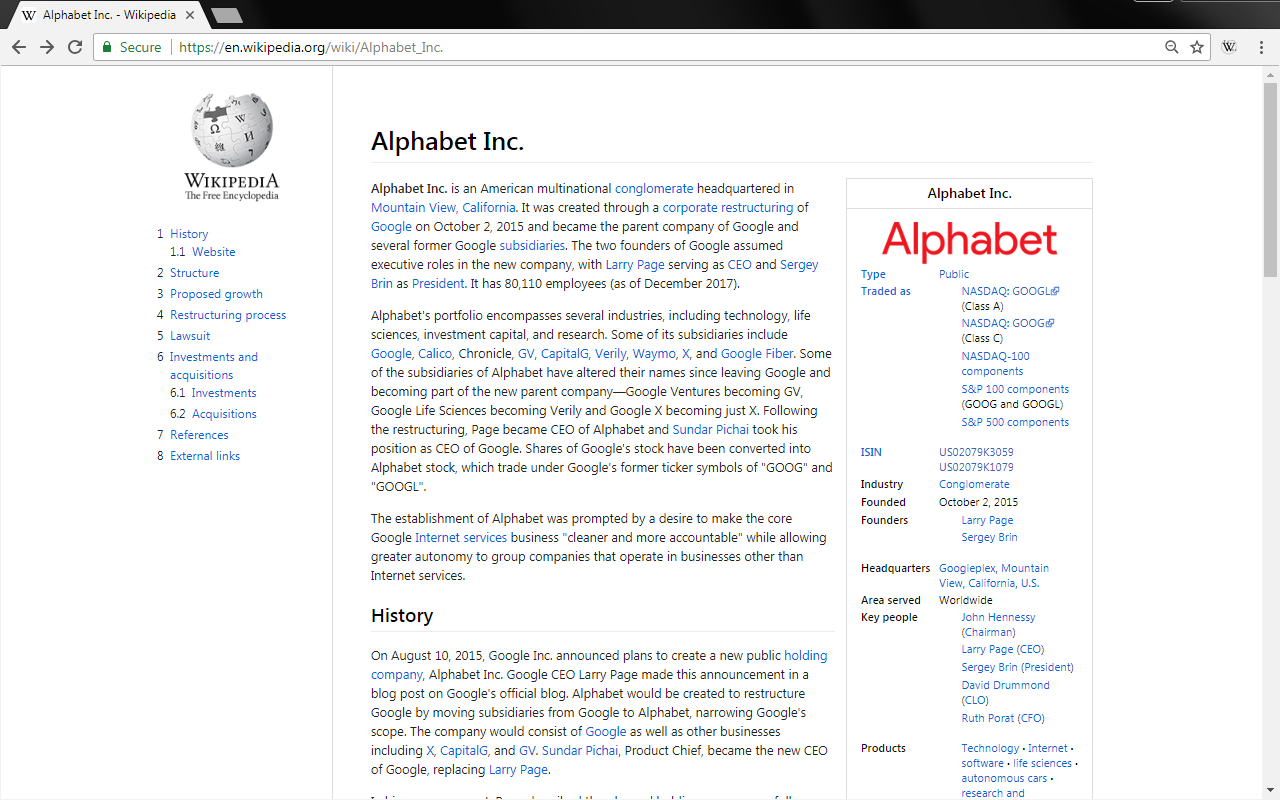 Alphabet Inc. - Wikipedia
Secure
https://en.wikipedia.org/wiki/Alphabet_Inc.
WIKIPEDIA
The Free Encyclopedia
1 History
1.1 Website
2 Structure
3 Proposed growth
4 Restructuring process
5 Lawsuit
6 Investments and
acquisitions
6.1 Investments
6.2 Acquisitions
7 References
8 External links
Alphabet Inc.
Alphabet Inc. is an American multinational conglomerate headquartered in
Mountain View, California. It was created through a corporate restructuring of
Google on October 2, 2015 and became the parent company of Google and
several former Google subsidiaries. The two founders of Google assumed
executive roles in the new company, with Larry Page serving as CEO and Sergey
Brin as President. It has 80,110 employees (as of December 2017).
Alphabet's portfolio encompasses several industries, including technology, life
sciences, investment capital, and research. Some of its subsidiaries include
Google, Calico, Chronicle, GV, CapitalG, Verily, Waymo, X, and Google Fiber. Some
of the subsidiaries of Alphabet have altered their names since leaving Google and
becoming part of the new parent company—Google Ventures becoming GV,
Google Life Sciences becoming Verily and Google X becoming just X. Following
the restructuring, Page became CEO of Alphabet and Sundar Pichai took his
position as CEO of Google. Shares of Google's stock have been converted into
Alphabet stock, which trade under Google's former ticker symbols of "GOOG" and
"GOOGL".
The establishment of Alphabet was prompted by a desire to make the core
Google Internet services business "cleaner and more accountable" while allowing
greater autonomy to group companies that operate in businesses other than
Internet services.
History
On August 10, 2015, Google Inc. announced plans to create a new public holding
company, Alphabet Inc. Google CEO Larry Page made this announcement in a
blog post on Google's official blog. Alphabet would be created to restructure
Google by moving subsidiaries from Google to Alphabet, narrowing Google's
scope. The company would consist of Google as well as other businesses
including X, CapitalG, and GV. Sundar Pichai, Product Chief, became the new CEO
of Google, replacing Larry Page.
Alphabet Inc.
Alphabet
Type Public
Traded as NASDAQ: GOOGL
(Class A)
NASDAQ: GOOG
(Class C)
NASDAQ-100
components
S&P 100 components
(GOOG and GOOGL)
S&P 500 components
ISIN US02079K3059
US02079K1079
Industry Conglomerate
Founded October 2, 2015
Founders Larry Page
Sergey Brin
Headquarters Googleplex, Mountain
View, California, U.S.
Area served Worldwide
Key people John Hennessy
(Chairman)
Larry Page (CEO)
Sergey Brin (President)
David Drummond
(CLO)
Ruth Porat (CFO)
Products Technology · Internet ·
software · life sciences ·
autonomous cars ·
research and